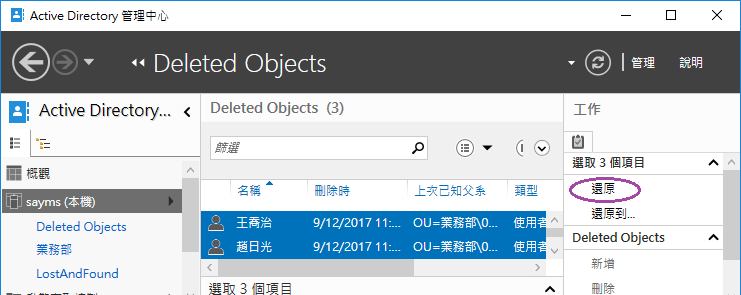 Active Directory 管理中心
Deleted Objects
管理
說明
Active Directory...
概觀
sayms (本機)
Deleted Objects
業務部
LostAndFound
Deleted Objects (3)
篩選
名稱
刪除時
上次已知父系
類型
王喬治
9/12/2017 11:...
OU=業務部\0...
使用者
趙日光
9/12/2017 11:...
OU=業務部\0...
使用者
選取 3 個項目
工作
選取 3 個項目
還原
還原到...
Deleted Objects
新增
刪除